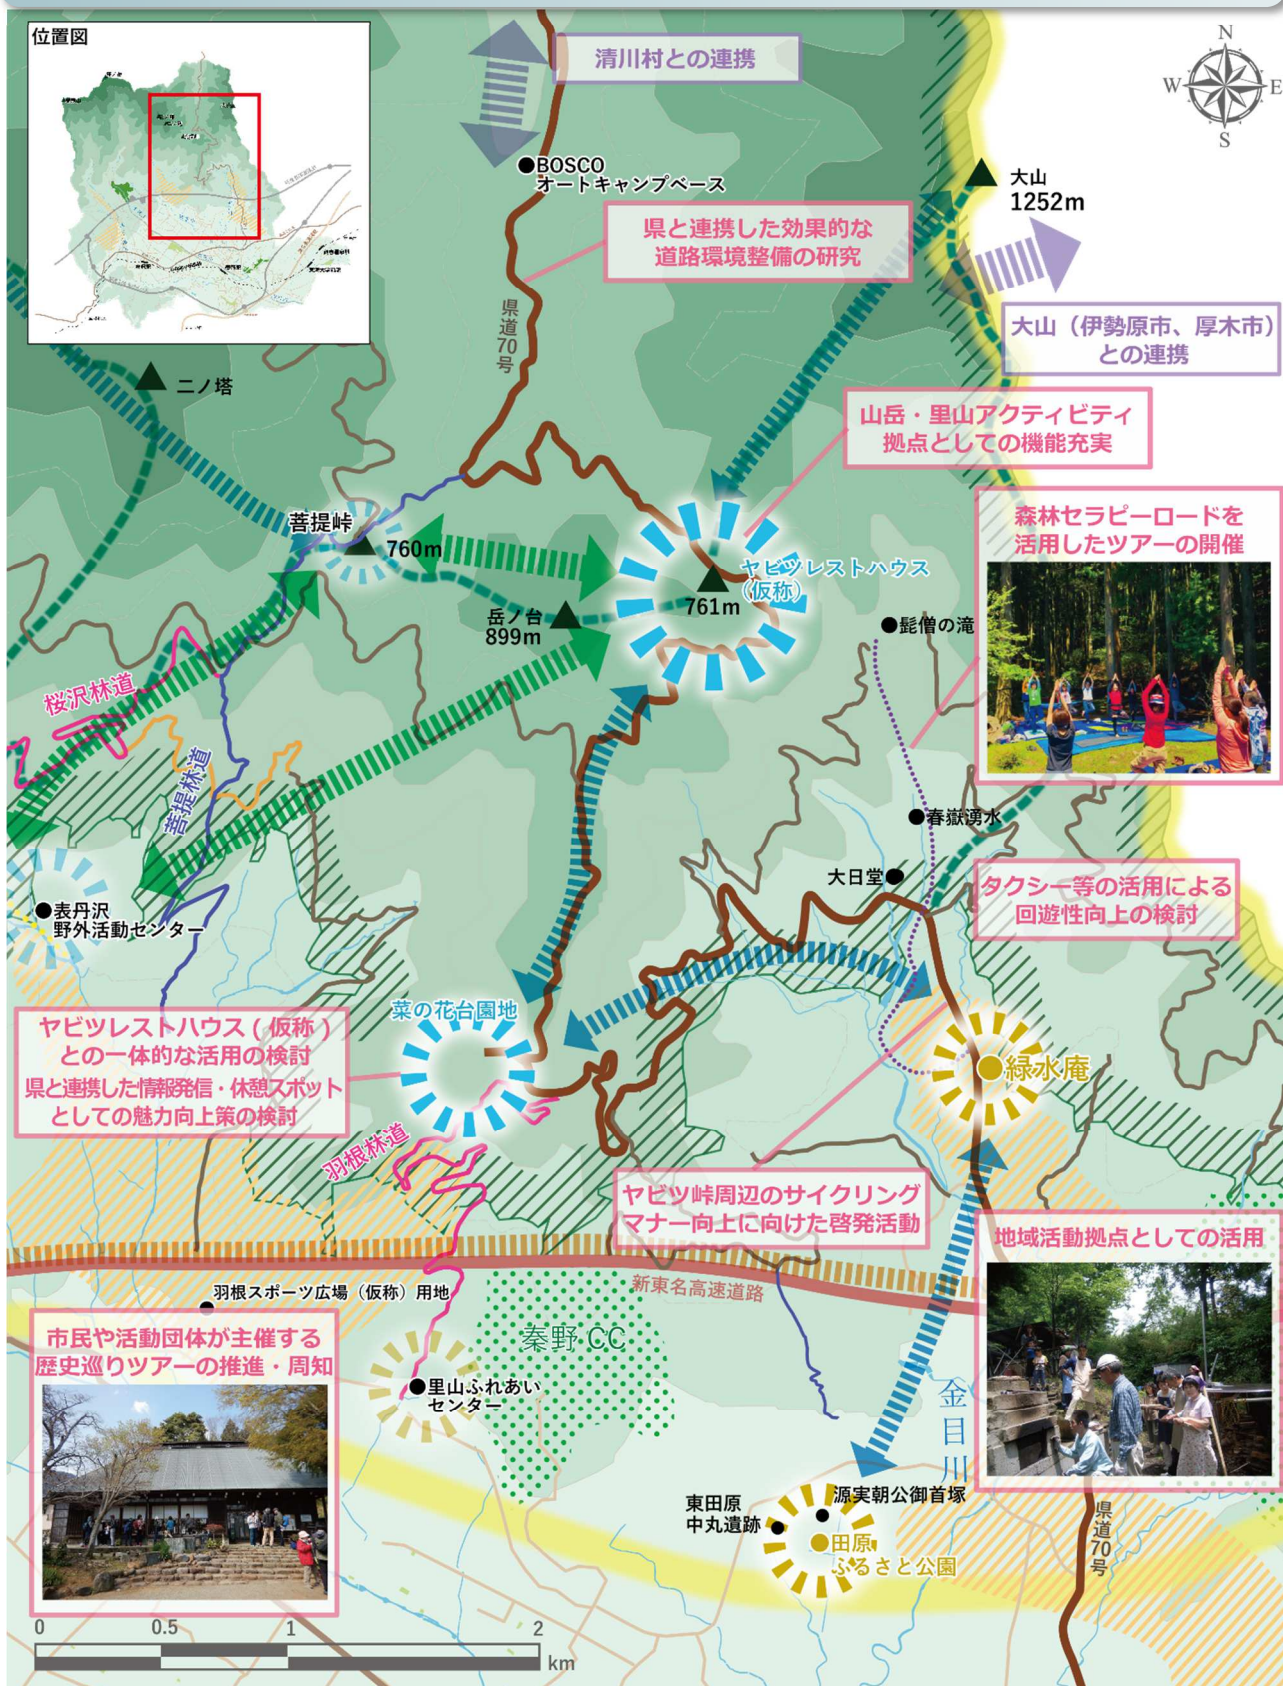 位置図
N
W
E
S
清川村との連携
●BOSCO
オートキャンプベース
大山
1252m
県と連携した効果的な
道路環境整備の研究
県道70号
大山（伊勢原市、厚木市）
との連携
二ノ塔
山岳・里山アクティビティ
拠点としての機能充実
森林セラピーロードを
活用したツアーの開催
菩提峠
760m
ヤビツレストハウス
（仮称）
761m
岳ノ台
899m
●髭僧の滝
桜沢林道
菩提林道
●春嶽湧水
大日堂●
タクシー等の活用による
回遊性向上の検討
●表丹沢
野外活動センター
菜の花台園地
ヤビツレストハウス（仮称）
との一体的な活用の検討
県と連携した情報発信・休憩スポット
としての魅力向上策の検討
●緑水庵
羽根林道
ヤビツ峠周辺のサイクリング
マナー向上に向けた啓発活動
地域活動拠点としての活用
新東名高速道路
羽根スポーツ広場（仮称）用地
市民や活動団体が主催する
歴史巡りツアーの推進・周知
秦野CC
●里山ふれあい
センター
金目川
源実朝公御首塚
東田原
中丸遺跡
●田原
ふるさと公園
県道70号
0 0.5 1 2
km